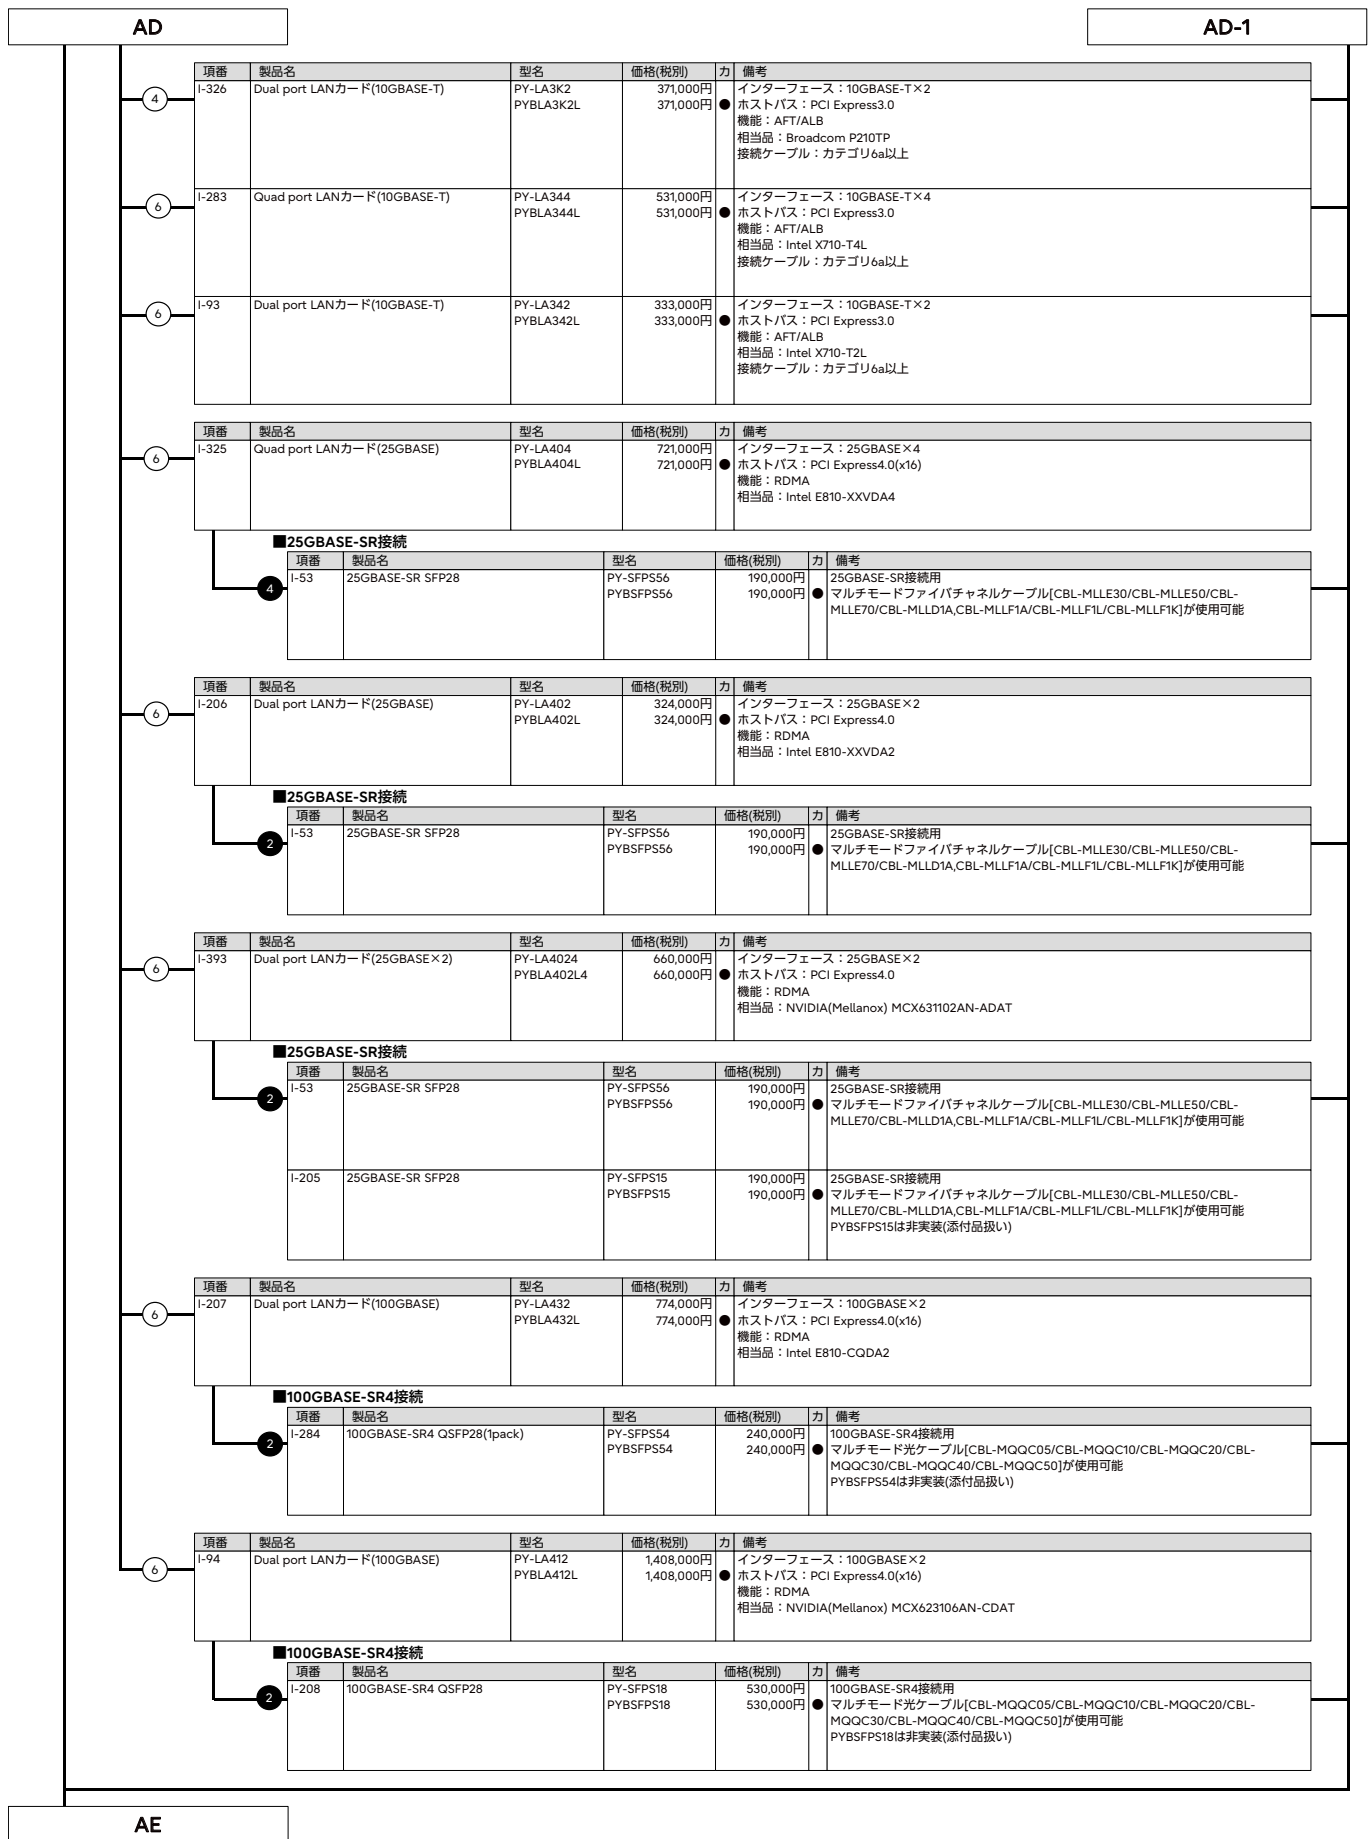 AD
AD-1
項番 製品名 型名 価格(税別) カ 備考
4
I-326 Dual port LANカード(10GBASE-T) PY-LA3K2 371,000円 インターフェース：10GBASE-T×2
PYBLA3K2L 371,000円 ● ホストバス：PCI Express3.0
機能：AFT/ALB
相当品：Broadcom P210TP
接続ケーブル：カテゴリ6a以上
6
I-283 Quad port LANカード(10GBASE-T) PY-LA344 531,000円 インターフェース：10GBASE-T×4
PYBLA344L 531,000円 ● ホストバス：PCI Express3.0
機能：AFT/ALB
相当品：Intel X710-T4L
接続ケーブル：カテゴリ6a以上
6
I-93 Dual port LANカード(10GBASE-T) PY-LA342 333,000円 インターフェース：10GBASE-T×2
PYBLA342L 333,000円 ● ホストバス：PCI Express3.0
機能：AFT/ALB
相当品：Intel X710-T2L
接続ケーブル：カテゴリ6a以上
項番 製品名 型名 価格(税別) カ 備考
6
I-325 Quad port LANカード(25GBASE) PY-LA404 721,000円 インターフェース：25GBASE×4
PYBLA404L 721,000円 ● ホストバス：PCI Express4.0(x16)
機能：RDMA
相当品：Intel E810-XXVDA4
■25GBASE-SR接続
項番 製品名 型名 価格(税別) カ 備考
4
I-53 25GBASE-SR SFP28 PY-SFPS56 190,000円 25GBASE-SR接続用
PYBSFPS56 190,000円 ● マルチモードファイバチャネルケーブル[CBL-MLLE30/CBL-MLLE50/CBL-
MLLE70/CBL-MLLD1A,CBL-MLLF1A/CBL-MLLF1L/CBL-MLLF1K]が使用可能
項番 製品名 型名 価格(税別) カ 備考
6
I-206 Dual port LANカード(25GBASE) PY-LA402 324,000円 インターフェース：25GBASE×2
PYBLA402L 324,000円 ● ホストバス：PCI Express4.0
機能：RDMA
相当品：Intel E810-XXVDA2
■25GBASE-SR接続
項番 製品名 型名 価格(税別) カ 備考
2
I-53 25GBASE-SR SFP28 PY-SFPS56 190,000円 25GBASE-SR接続用
PYBSFPS56 190,000円 ● マルチモードファイバチャネルケーブル[CBL-MLLE30/CBL-MLLE50/CBL-
MLLE70/CBL-MLLD1A,CBL-MLLF1A/CBL-MLLF1L/CBL-MLLF1K]が使用可能
項番 製品名 型名 価格(税別) カ 備考
6
I-393 Dual port LANカード(25GBASE×2) PY-LA4024 660,000円 インターフェース：25GBASE×2
PYBLA402L4 660,000円 ● ホストバス：PCI Express4.0
機能：RDMA
相当品：NVIDIA(Mellanox) MCX631102AN-ADAT
■25GBASE-SR接続
項番 製品名 型名 価格(税別) カ 備考
2
I-53 25GBASE-SR SFP28 PY-SFPS56 190,000円 25GBASE-SR接続用
PYBSFPS56 190,000円 ● マルチモードファイバチャネルケーブル[CBL-MLLE30/CBL-MLLE50/CBL-
MLLE70/CBL-MLLD1A,CBL-MLLF1A/CBL-MLLF1L/CBL-MLLF1K]が使用可能
I-205 25GBASE-SR SFP28 PY-SFPS15 190,000円 25GBASE-SR接続用
PYBSFPS15 190,000円 ● マルチモードファイバチャネルケーブル[CBL-MLLE30/CBL-MLLE50/CBL-
MLLE70/CBL-MLLD1A,CBL-MLLF1A/CBL-MLLF1L/CBL-MLLF1K]が使用可能
PYBSFPS15は非実装(添付品扱い)
項番 製品名 型名 価格(税別) カ 備考
6
I-207 Dual port LANカード(100GBASE) PY-LA432 774,000円 インターフェース：100GBASE×2
PYBLA432L 774,000円 ● ホストバス：PCI Express4.0(x16)
機能：RDMA
相当品：Intel E810-CQDA2
■100GBASE-SR4接続
項番 製品名 型名 価格(税別) カ 備考
2
I-284 100GBASE-SR4 QSFP28(1pack) PY-SFPS54 240,000円 100GBASE-SR4接続用
PYBSFPS54 240,000円 ● マルチモード光ケーブル[CBL-MQQC05/CBL-MQQC10/CBL-MQQC20/CBL-
MQQC30/CBL-MQQC40/CBL-MQQC50]が使用可能
PYBSFPS54は非実装(添付品扱い)
項番 製品名 型名 価格(税別) カ 備考
6
I-94 Dual port LANカード(100GBASE) PY-LA412 1,408,000円 インターフェース：100GBASE×2
PYBLA412L 1,408,000円 ● ホストバス：PCI Express4.0(x16)
機能：RDMA
相当品：NVIDIA(Mellanox) MCX623106AN-CDAT
■100GBASE-SR4接続
項番 製品名 型名 価格(税別) カ 備考
2
I-208 100GBASE-SR4 QSFP28 PY-SFPS18 530,000円 100GBASE-SR4接続用
PYBSFPS18 530,000円 ● マルチモード光ケーブル[CBL-MQQC05/CBL-MQQC10/CBL-MQQC20/CBL-
MQQC30/CBL-MQQC40/CBL-MQQC50]が使用可能
PYBSFPS18は非実装(添付品扱い)
AE